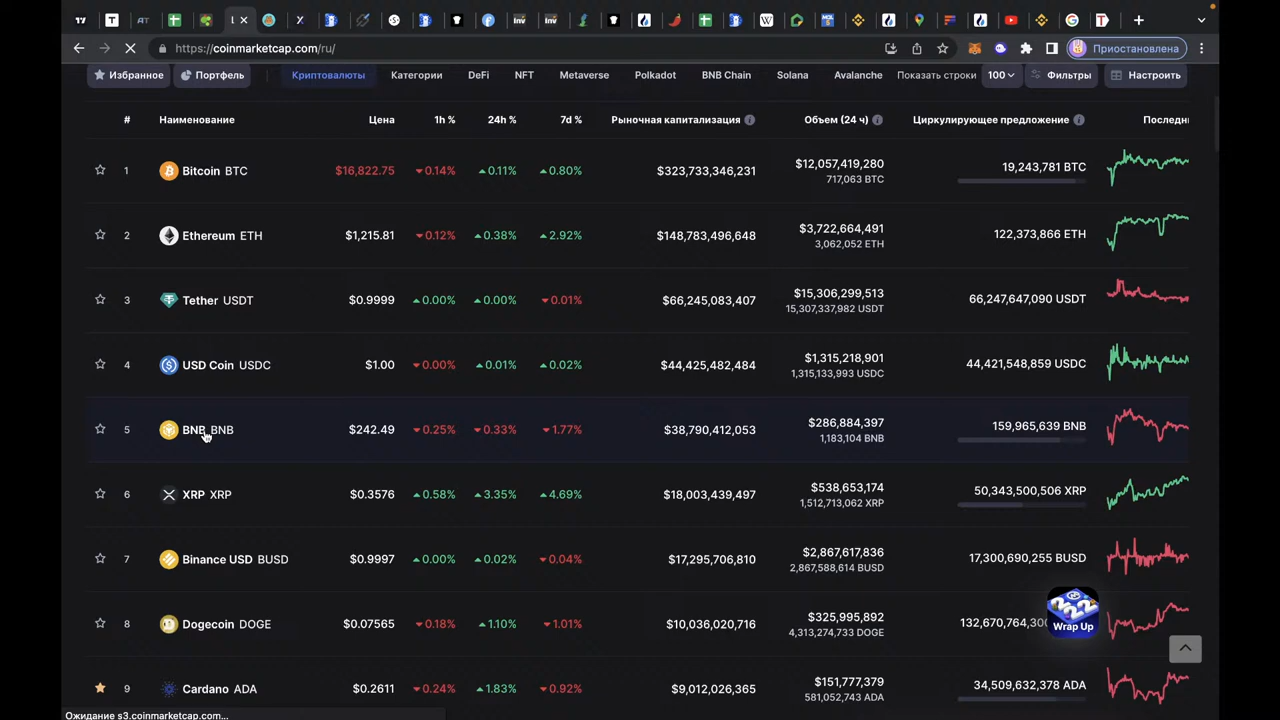 https://coinmarketcap.com/ru/
Приостановлена
Избранное Портфель Криптовалюты Категории DeFi NFT Metaverse Polkadot BNB Chain Solana Avalanche Показать строки 100 Фильтры Настроить
# Наименование Цена 1h % 24h % 7d % Рыночная капитализация Объем (24 ч) Циркулирующее предложение Последн
1 Bitcoin BTC $16,822.75 0.14% 0.11% 0.80% $323,733,346,231 $12,057,419,280 19,243,781 BTC
717,063 BTC
2 Ethereum ETH $1,215.81 0.12% 0.38% 2.92% $148,783,496,648 $3,722,664,491 122,373,866 ETH
3,062,052 ETH
3 Tether USDT $0.9999 0.00% 0.00% 0.01% $66,245,083,407 $15,306,299,513 66,247,647,090 USDT
15,307,337,982 USDT
4 USD Coin USDC $1.00 0.00% 0.01% 0.02% $44,425,482,484 $1,315,218,901 44,421,548,859 USDC
1,315,133,993 USDC
5 BNB BNB $242.49 0.25% 0.33% 1.77% $38,790,412,053 $286,884,397 159,965,639 BNB
1,183,104 BNB
6 XRP XRP $0.3576 0.58% 3.35% 4.69% $18,003,439,497 $538,653,174 50,343,500,506 XRP
1,512,713,062 XRP
7 Binance USD BUSD $0.9997 0.00% 0.02% 0.04% $17,295,706,810 $2,867,617,836 17,300,690,255 BUSD
2,867,588,614 BUSD
8 Dogecoin DOGE $0.07565 0.18% 1.10% 1.01% $10,036,020,716 $325,995,892 132,670,764,300
4,313,274,733 DOGE
2022
Wrap Up
9 Cardano ADA $0.2611 0.24% 1.83% 0.92% $9,012,026,365 $151,777,379 34,509,632,378 ADA
581,052,743 ADA
Ожидание s3.coinmarketcap.com...